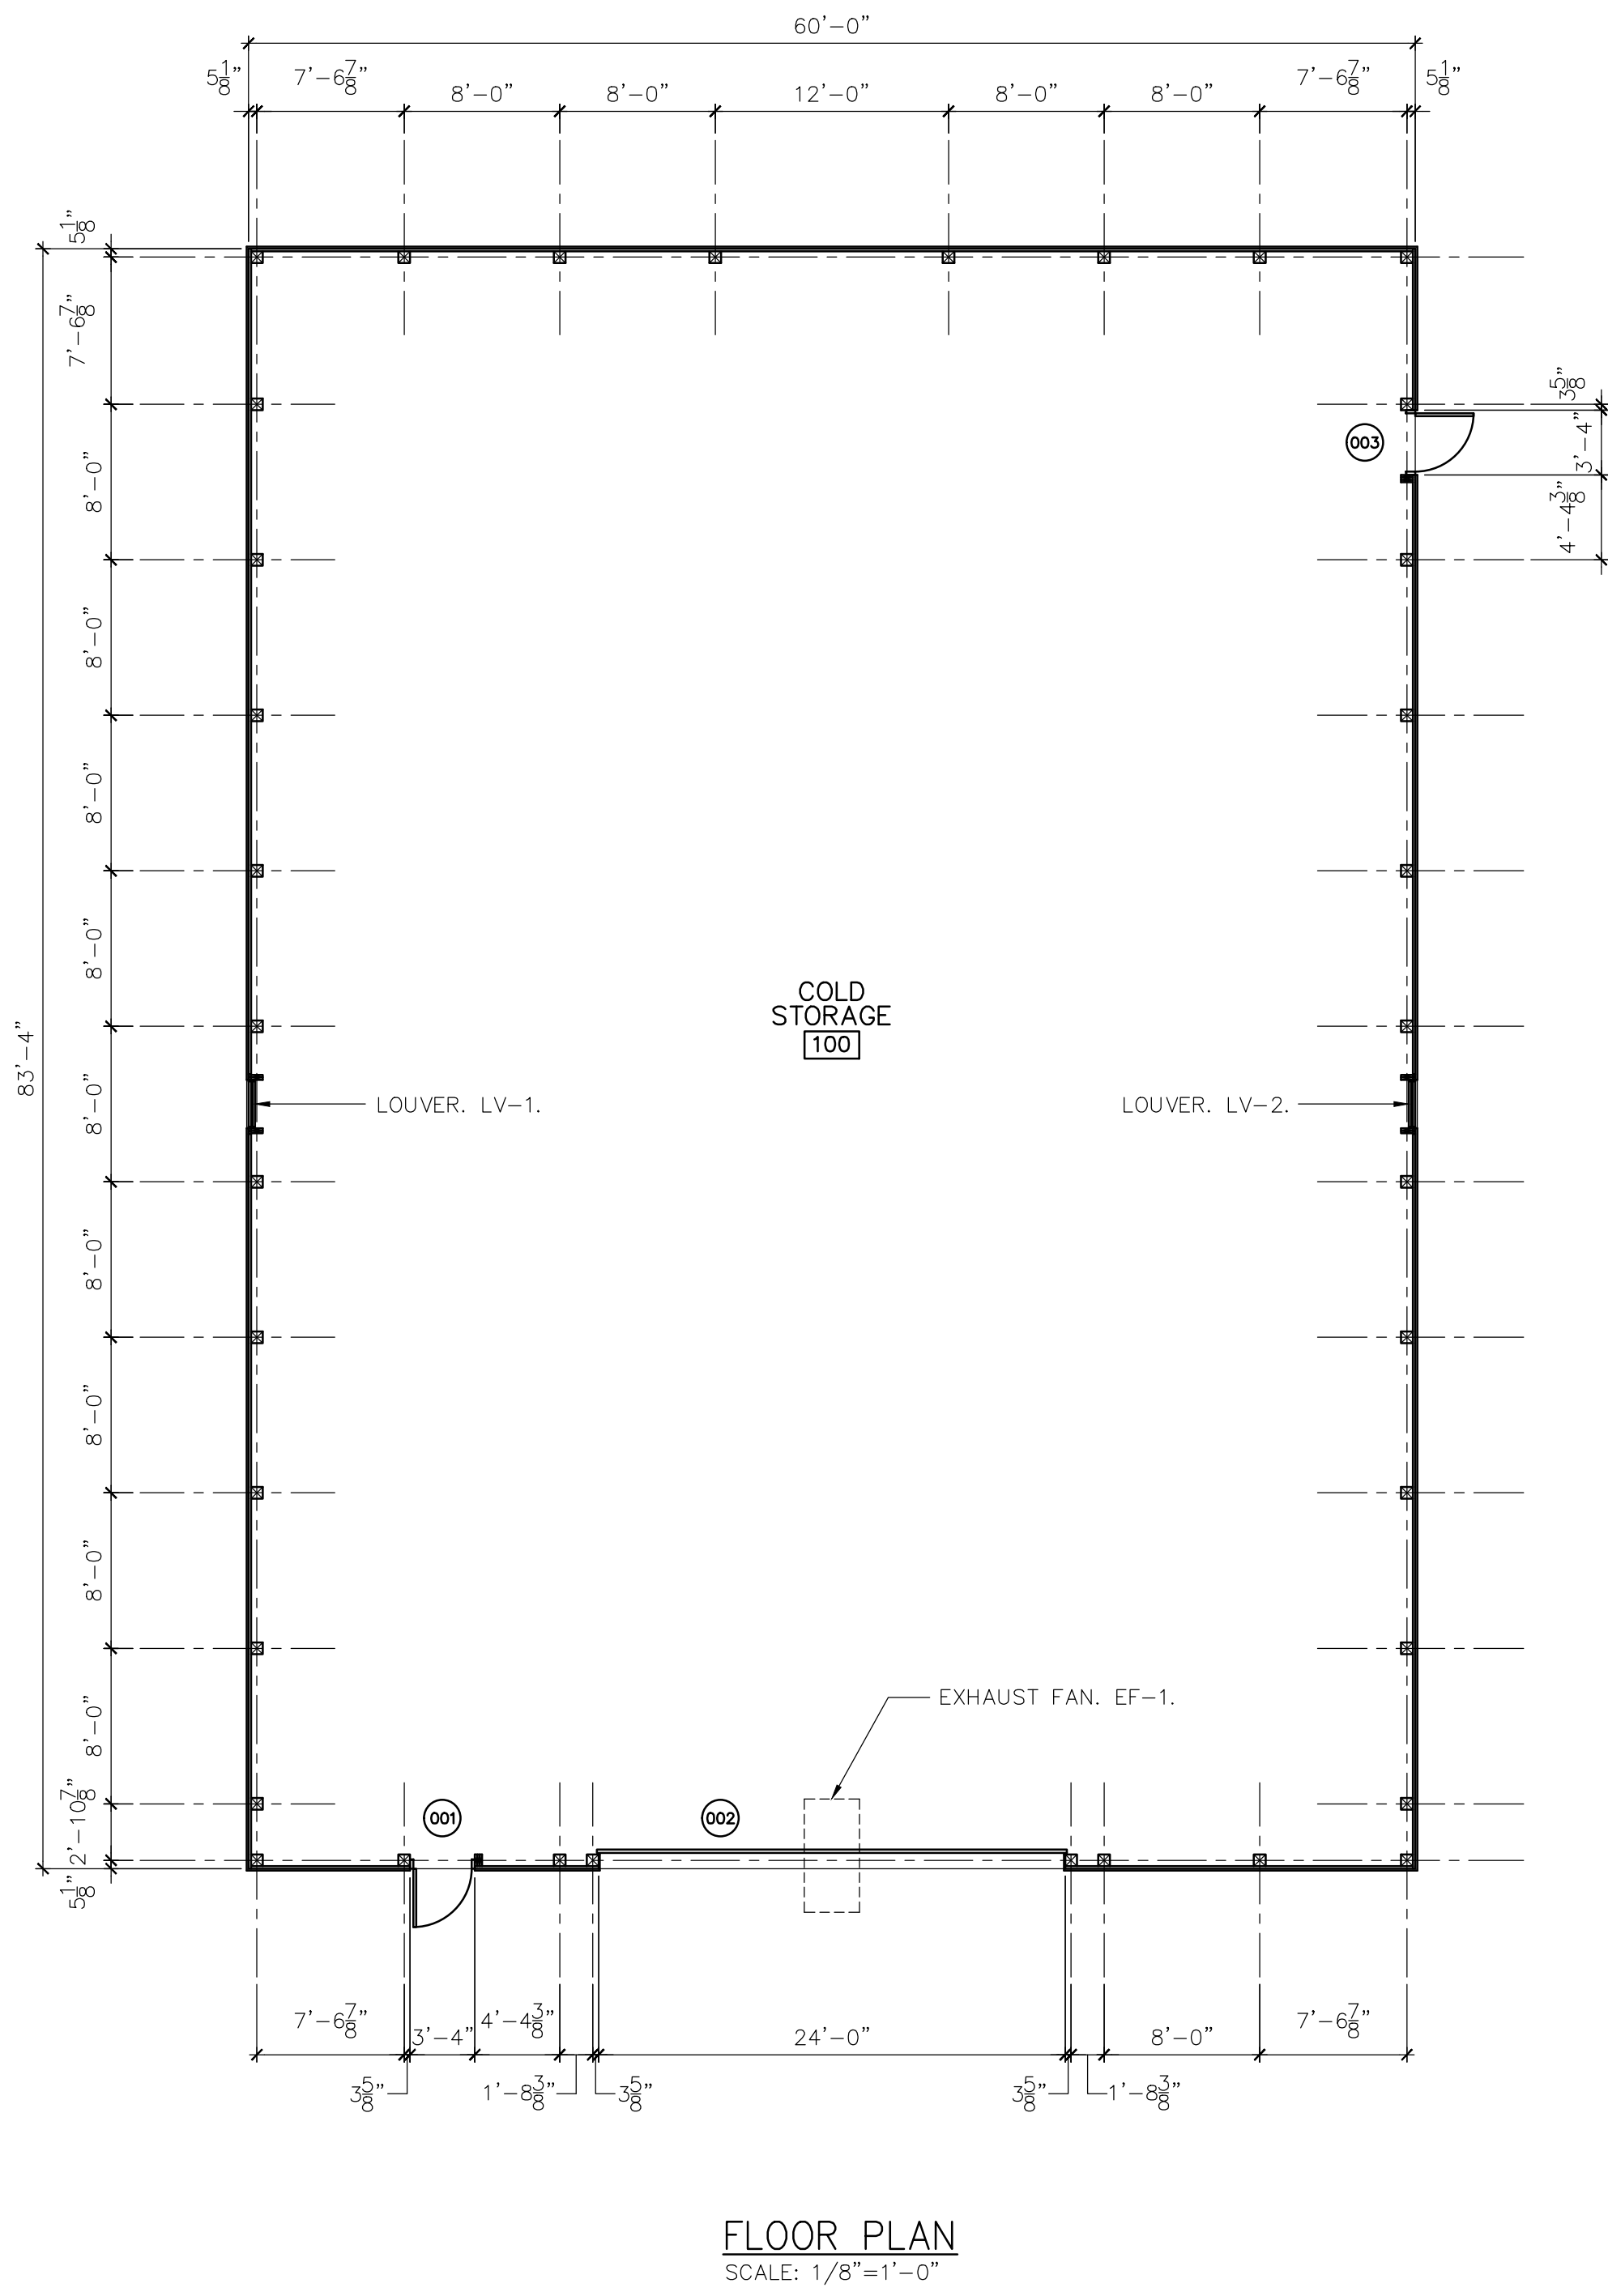 60'-0"
5 1/8" 7'-6 7/8" 8'-0" 8'-0" 12'-0" 8'-0" 8'-0" 7'-6 7/8" 5 1/8"
5 1/8"
7'-6 7/8"
8'-0"
8'-0"
8'-0"
8'-0"
8'-0"
8'-0"
8'-0"
8'-0"
8'-0"
2'-10 7/8"
5 1/8"
83'-4"
3 5/8"
3'-4"
4'-4 3/8"
003
COLD
STORAGE
100
LOUVER. LV-1.
LOUVER. LV-2.
EXHAUST FAN. EF-1.
001
002
7'-6 7/8" 3'-4" 4'-4 3/8" 24'-0" 8'-0" 7'-6 7/8"
3 5/8" 1'-8 3/8" 3 5/8" 3 5/8" 1'-8 3/8"
FLOOR PLAN
SCALE: 1/8"=1'-0"